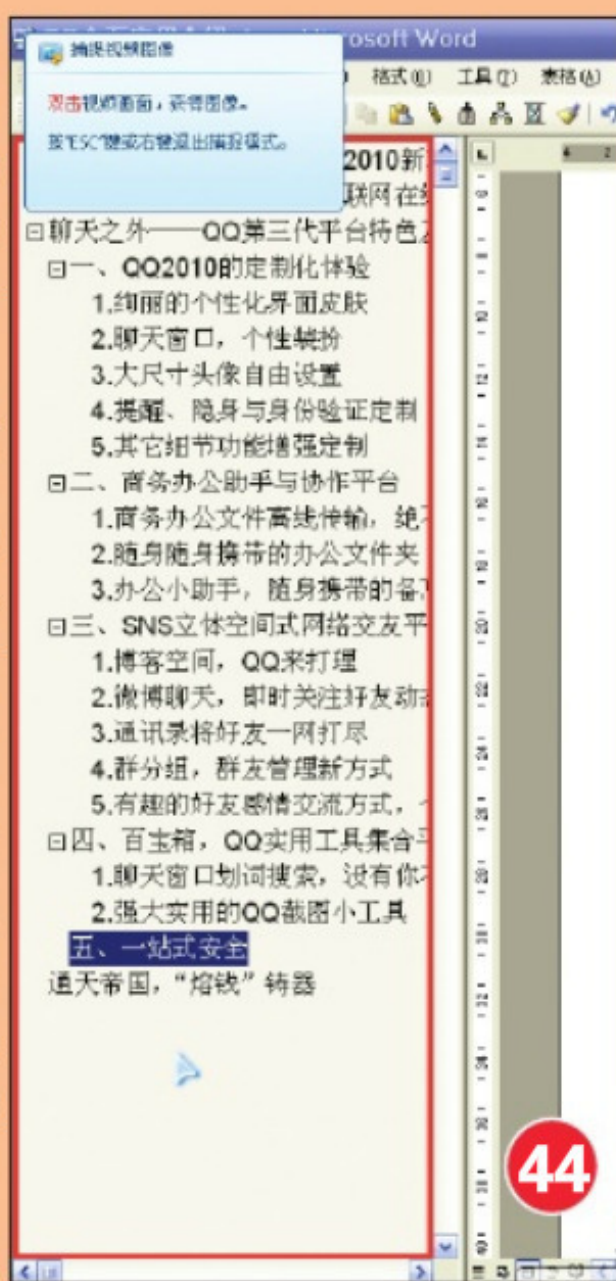 Microsoft Word
捕捉视频图像
双击视频画面，获得图像。
按"ESC"键或右键退出捕捉模式。
格式(O) 工具(T) 表格(A)
2010新
联网在
聊天之外——QQ第三代平台特色
一、QQ2010的定制化体验
1.绚丽的个性化界面皮肤
2.聊天窗口，个性装扮
3.大尺寸头像自由设置
4.提醒、隐身与身份验证定制
5.其它细节功能增强定制
二、商务办公助手与协作平台
1.商务办公文件离线传输，绝
2.随身随身携带的办公文件夹
3.办公小助手，随身携带的备
三、SNS立体空间式网络交友平
1.博客空间，QQ来打理
2.微博聊天，即时关注好友动
3.通讯录将好友一网打尽
4.群分组，群友管理新方式
5.有趣的好友感情交流方式，
四、百宝箱，QQ实用工具集合
1.聊天窗口划词搜索，没有你
2.强大实用的QQ截图小工具
五、一站式安全
通天帝国，“熔钱”铸器
44